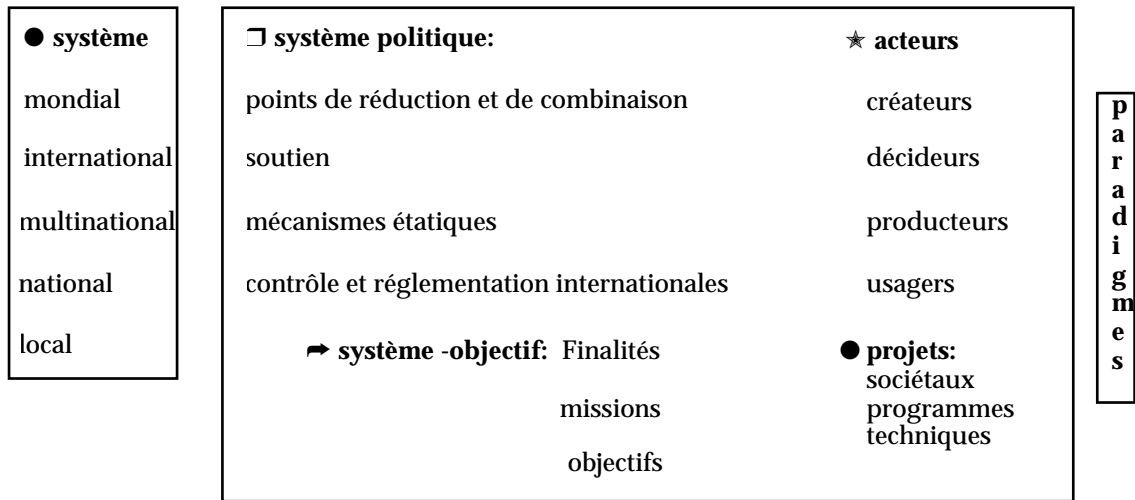 ● système
mondial
international
multinational
national
local
❒ système politique:
points de réduction et de combinaison
soutien
mécanismes étatiques
contrôle et réglementation internationales
➦ système -objectif: Finalités
missions
objectifs
✭ acteurs
créateurs
décideurs
producteurs
usagers
● projets:
sociétaux
programmes
techniques
paradigmes